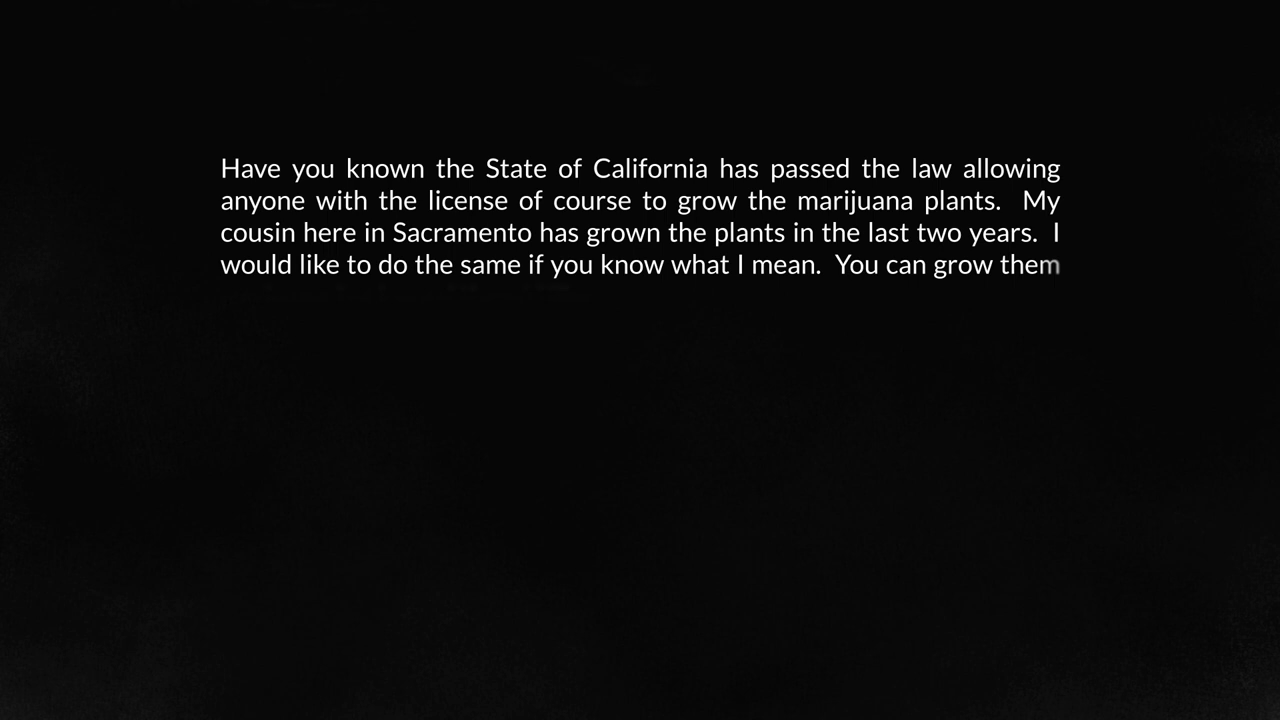 Have you known the State of California has passed the law allowing
anyone with the license of course to grow the marijuana plants.  My
cousin here in Sacramento has grown the plants in the last two years.  I
would like to do the same if you know what I mean.  You can grow them